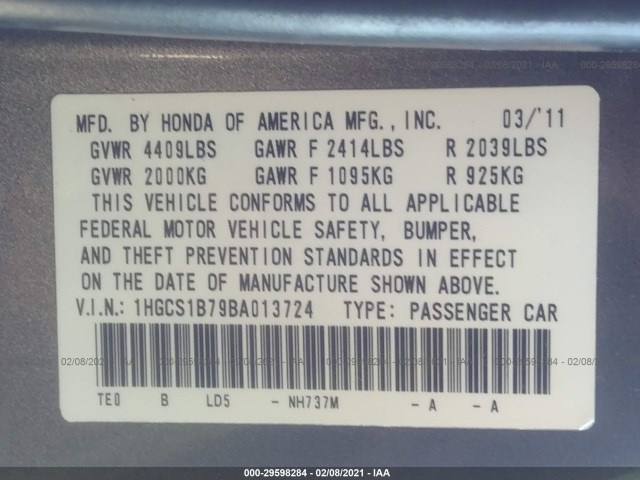 MFD. BY HONDA OF AMERICA MFG., INC. 03/'11
GVWR 4409LBS GAWR F 2414LBS R 2039LBS
GVWR 2000KG GAWR F 1095KG R 925KG
THIS VEHICLE CONFORMS TO ALL APPLICABLE
FEDERAL MOTOR VEHICLE SAFETY, BUMPER,
AND THEFT PREVENTION STANDARDS IN EFFECT
ON THE DATE OF MANUFACTURE SHOWN ABOVE.
V.I.N.: 1HGCS1B79BA013724 TYPE: PASSENGER CAR
TE0 B LD5 - NH737M - A - A
000-29598284 - 02/08/2021 - IAA